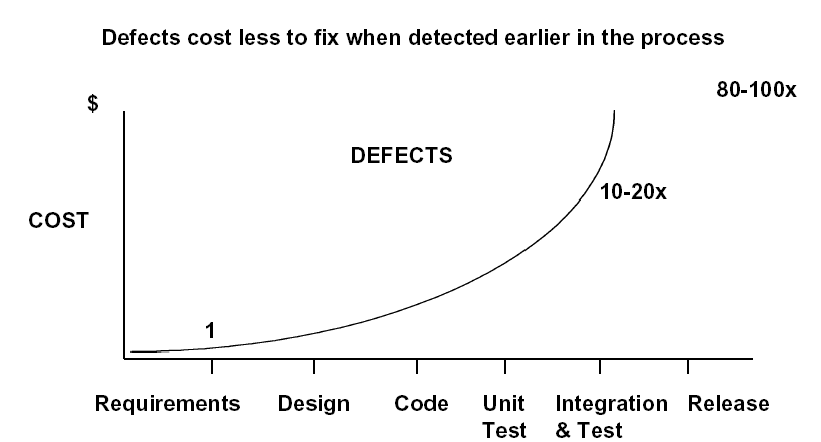 Defects cost less to fix when detected earlier in the process
80-100x
$
DEFECTS
10-20x
COST
1
Requirements Design Code Unit Integration Release
Test & Test